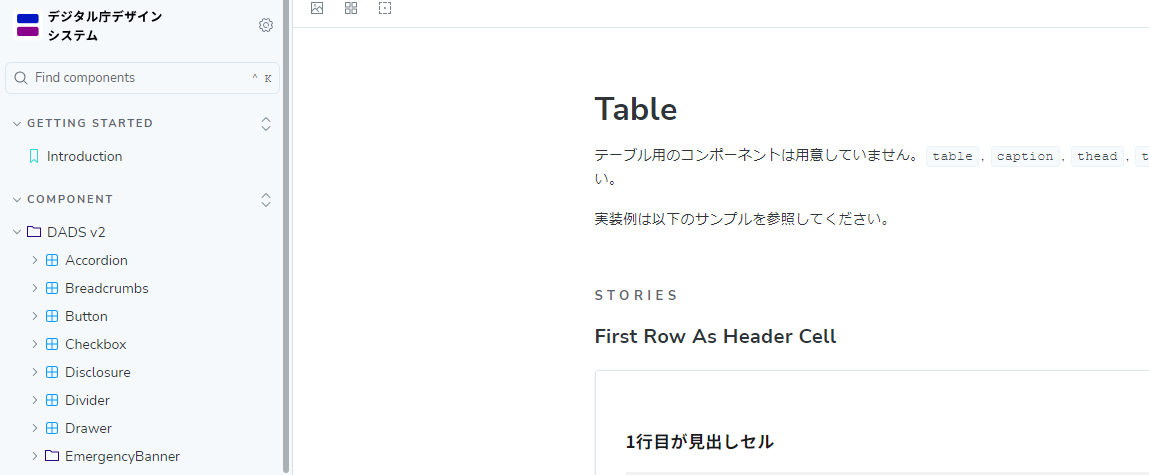 デジタル庁デザイン
システム
Find components
^ K
GETTING STARTED
Introduction
COMPONENT
DADS v2
Accordion
Breadcrumbs
Button
Checkbox
Disclosure
Divider
Drawer
EmergencyBanner
Table
テーブル用のコンポーネントは用意していません。 table , caption , thead , t
い。
実装例は以下のサンプルを参照してください。
STORIES
First Row As Header Cell
1行目が見出しセル